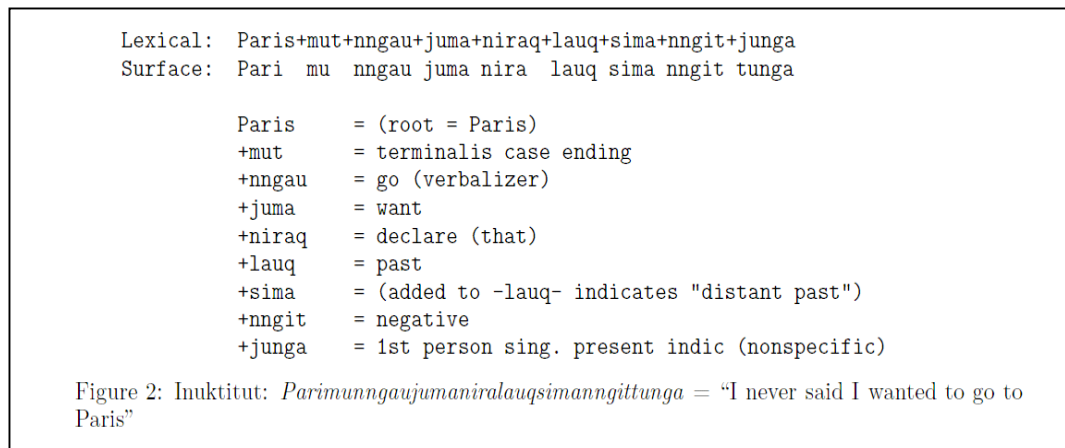 Lexical: Paris+mut+nngau+juma+niraq+lauq+sima+nngit+junga
Surface: Pari mu nngau juma nira lauq sima nngit tunga
Paris = (root = Paris)
+mut = terminalis case ending
+nngau = go (verbalizer)
+juma = want
+niraq = declare (that)
+lauq = past
+sima = (added to -lauq- indicates "distant past")
+nngit = negative
+junga = 1st person sing. present indic (nonspecific)
Figure 2: Inuktitut: Parimunngaujumaniralauqsimanngittunga = “I never said I wanted to go to
Paris”